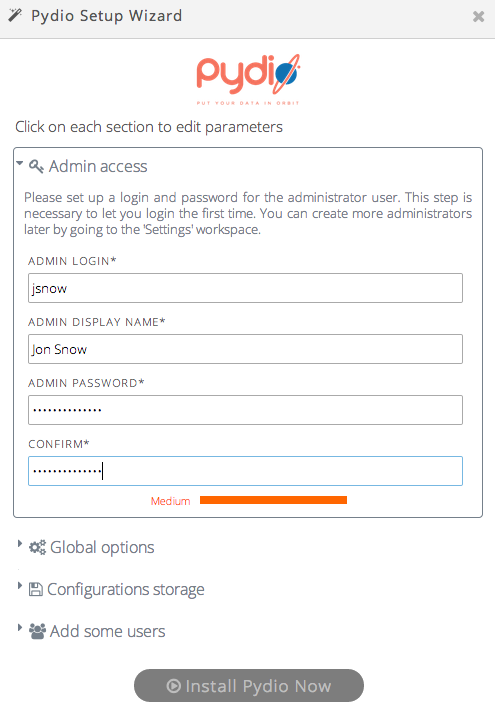 Pydio Setup Wizard
pydio
PUT YOUR DATA IN ORBIT
Click on each section to edit parameters
Admin access
Please set up a login and password for the administrator user. This step is
necessary to let you login the first time. You can create more administrators
later by going to the 'Settings' workspace.
ADMIN LOGIN*
jsnow
ADMIN DISPLAY NAME*
Jon Snow
ADMIN PASSWORD*
••••••••••••••
CONFIRM*
••••••••••••••
Medium
Global options
Configurations storage
Add some users
Install Pydio Now